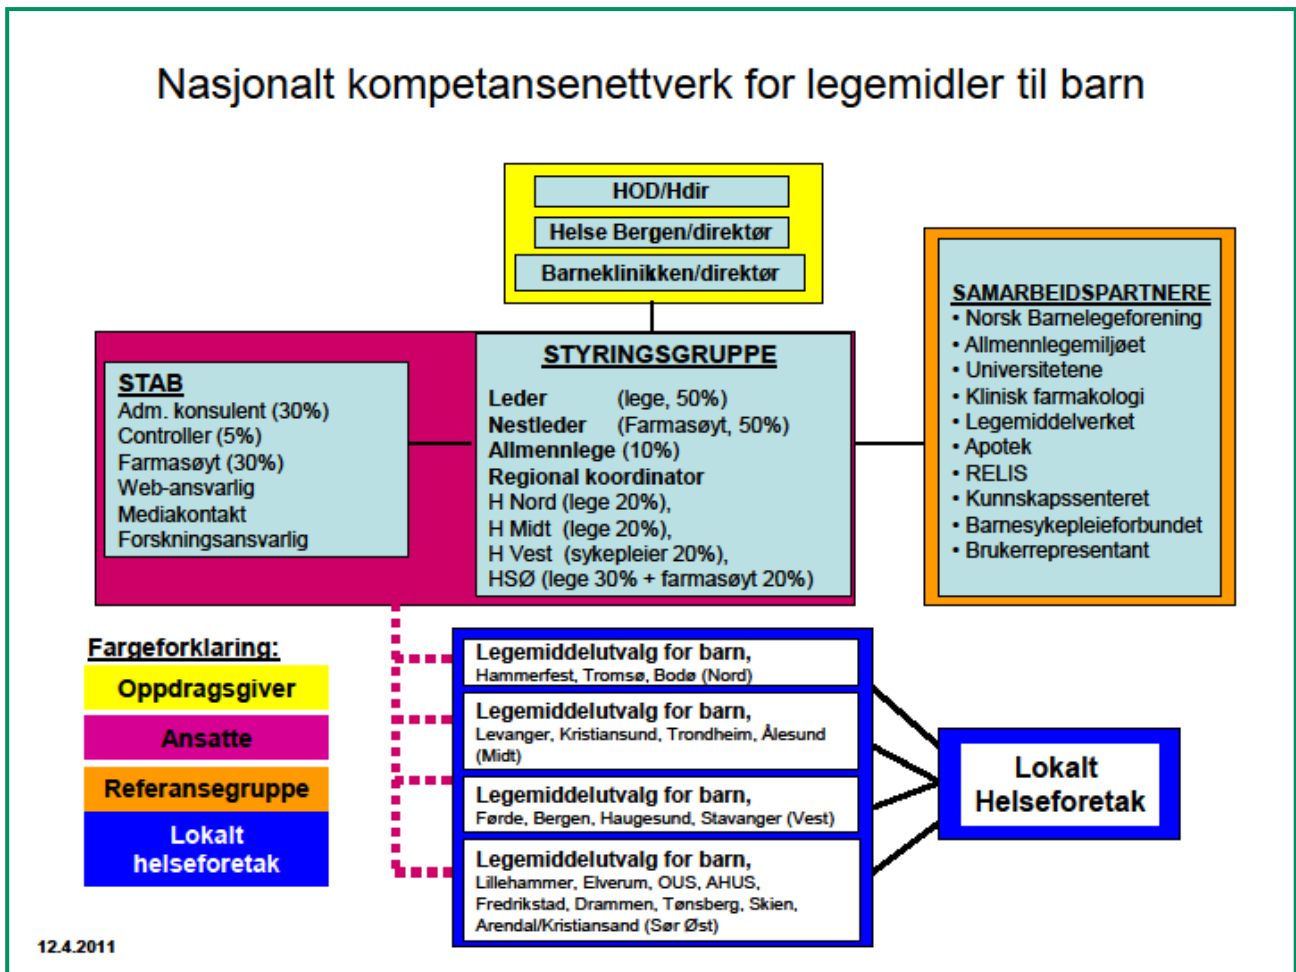 Nasjonalt kompetansenettverk for legemidler til barn
HOD/Hdir
Helse Bergen/direktør
Barneklinikken/direktør
STAB
Adm. konsulent (30%)
Controller (5%)
Farmasøyt (30%)
Web-ansvarlig
Mediakontakt
Forskningsansvarlig
STYRINGSGRUPPE
Leder (lege, 50%)
Nestleder (Farmasøyt, 50%)
Allmennlege (10%)
Regional koordinator
H Nord (lege 20%),
H Midt (lege 20%),
H Vest (sykepleier 20%),
HSØ (lege 30% + farmasøyt 20%)
SAMARBEIDSPARTNERE
• Norsk Barnelegeforening
• Allmennlegemiljøet
• Universitetene
• Klinisk farmakologi
• Legemiddelverket
• Apotek
• RELIS
• Kunnskapssenteret
• Barnesykepleieforbundet
• Brukerrepresentant
Fargeforklaring:
Oppdragsgiver
Ansatte
Referansegruppe
Lokalt
helseforetak
Legemiddelutvalg for barn,
Hammerfest, Tromsø, Bodø (Nord)
Legemiddelutvalg for barn,
Levanger, Kristiansund, Trondheim, Ålesund
(Midt)
Legemiddelutvalg for barn,
Førde, Bergen, Haugesund, Stavanger (Vest)
Legemiddelutvalg for barn,
Lillehammer, Elverum, OUS, AHUS,
Fredrikstad, Drammen, Tønsberg, Skien,
Arendal/Kristiansand (Sør Øst)
Lokalt
Helseforetak
12.4.2011